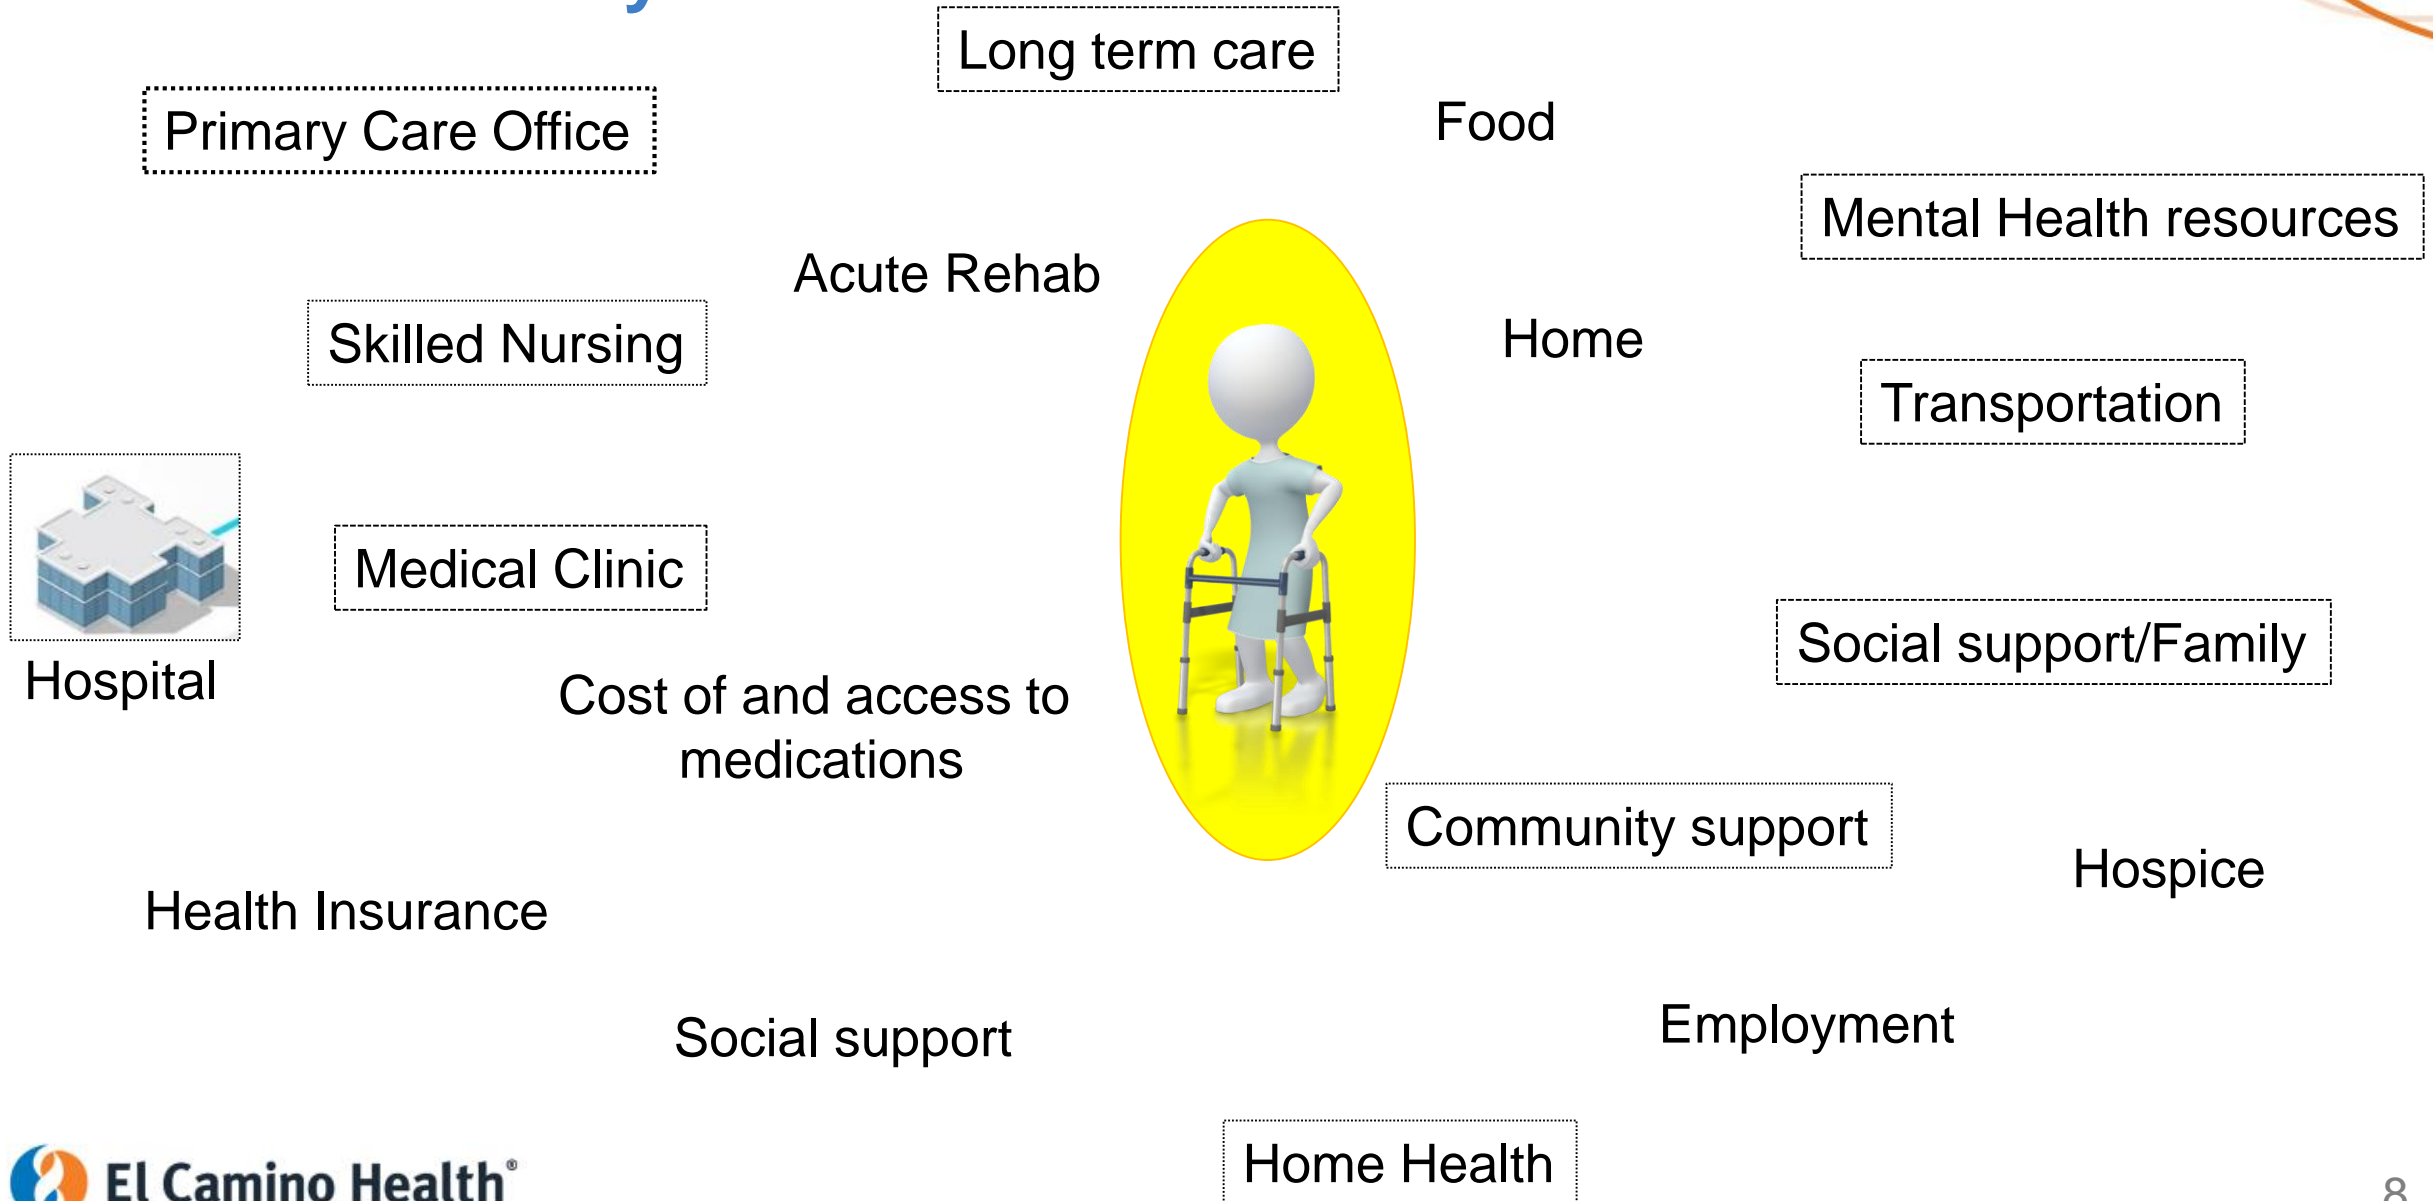 Long term care
Primary Care Office
Food
Mental Health resources
Acute Rehab
Skilled Nursing
Home
Transportation
Medical Clinic
Social support/Family
Hospital
Cost of and access to
medications
Community support
Hospice
Health Insurance
Employment
Social support
Home Health
El Camino Health®
8